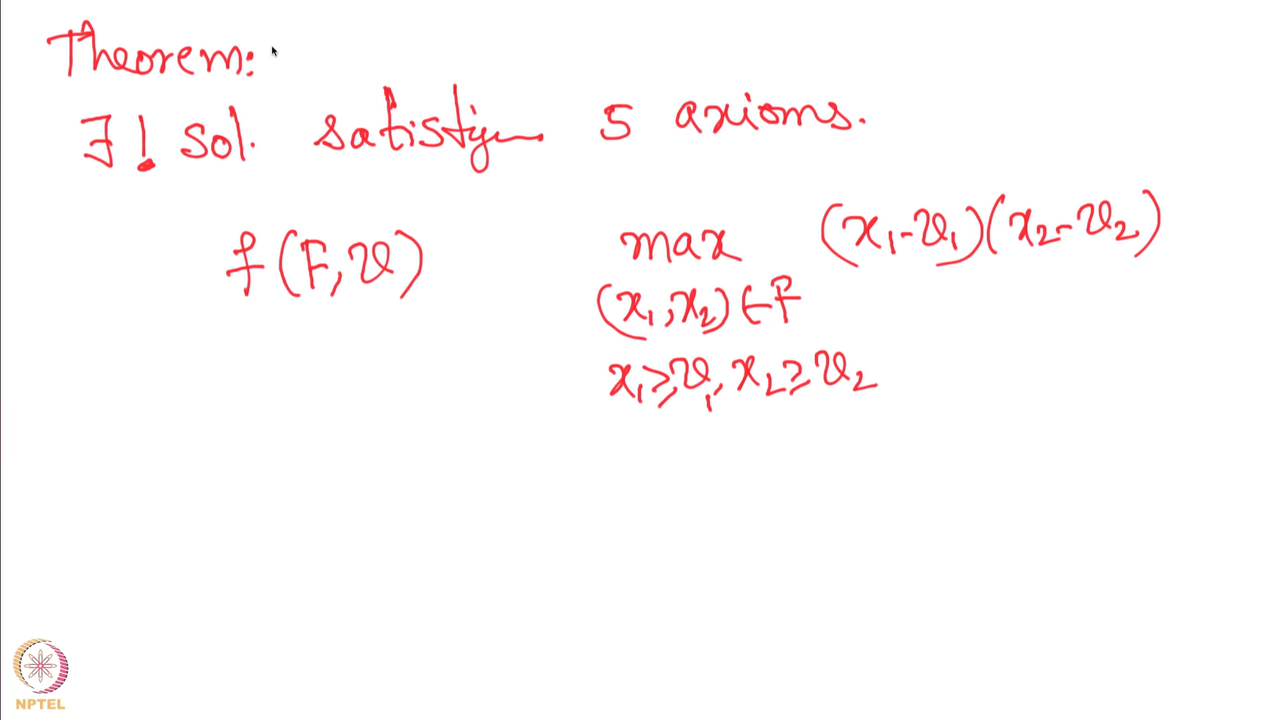 Theorem:
∃! Sol. satisfying 5 axioms.
f(F,v) max (x₁-v₁)(x₂-v₂)
(x₁,x₂)∈F
x₁≥v₁, x₂≥v₂
NPTEL